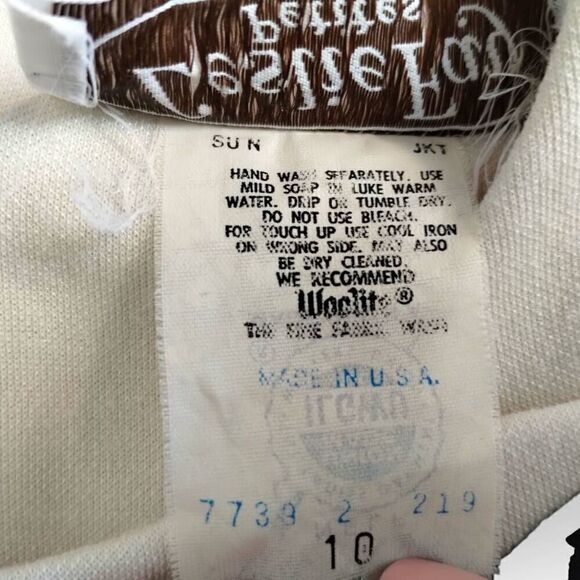 Petites
Leslie Fay
SUN JKT
HAND WASH SEPARATELY. USE
MILD SOAP IN LUKE WARM
WATER. DRIP OR TUMBLE DRY.
DO NOT USE BLEACH.
FOR TOUCH UP USE COOL IRON
ON WRONG SIDE. MAY ALSO
BE DRY CLEANED.
WE RECOMMEND
Woolite®
THE FINE FABRIC WASH
MADE IN U.S.A.
7739 2 219
10